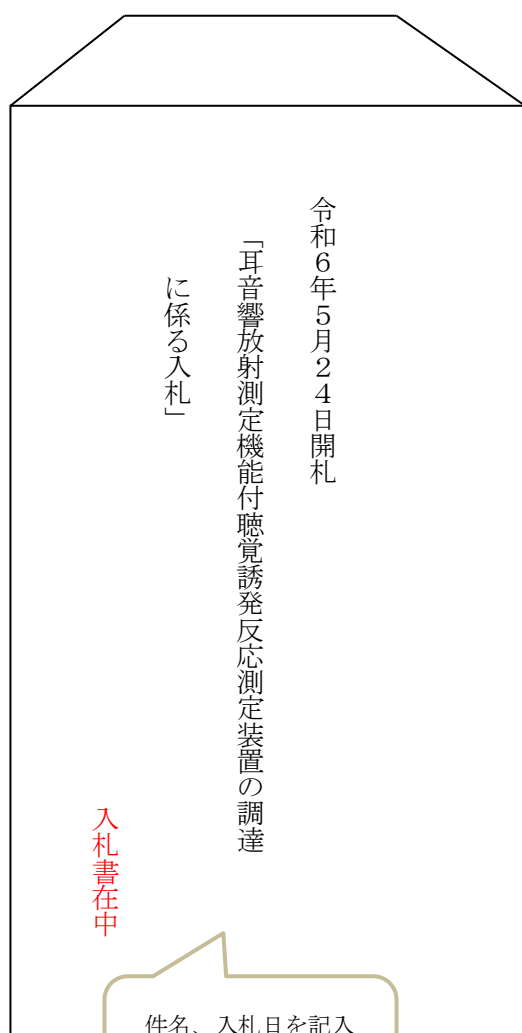 令和６年５月２４日開札
「耳音響放射測定機能付聴覚誘発反応測定装置の調達
に係る入札」
入札書在中
件名、入札日を記入